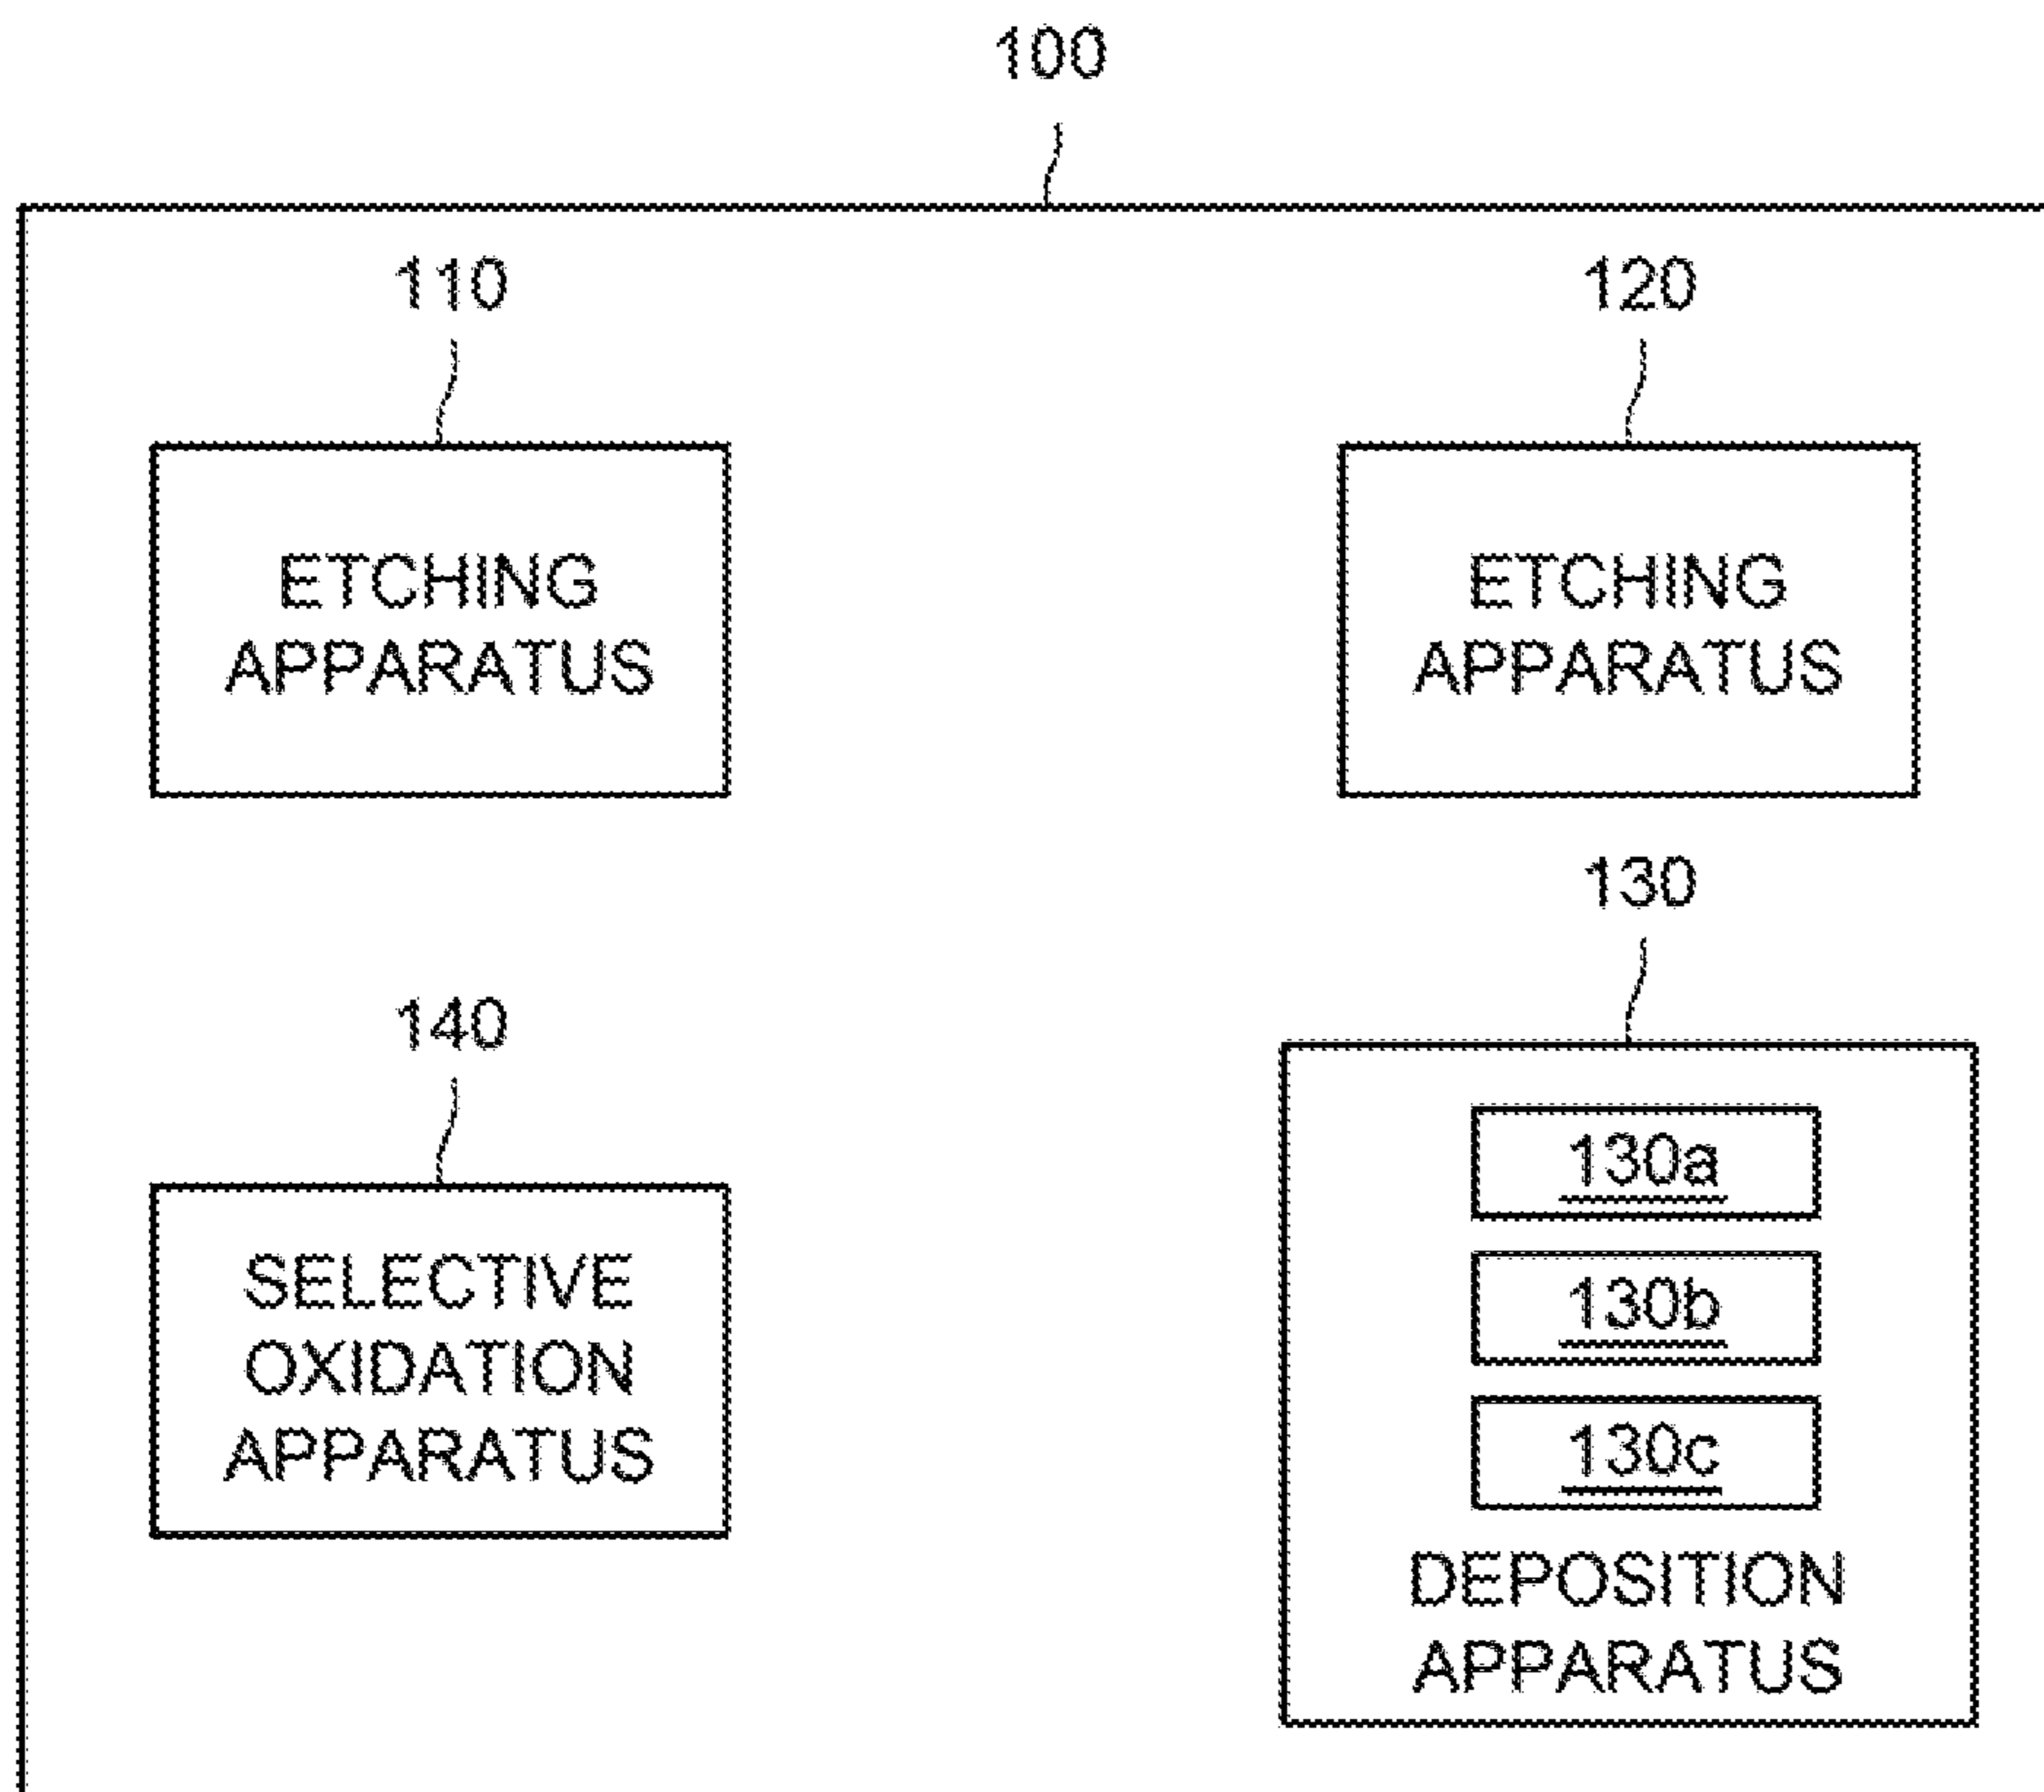 100
110
120
ETCHING
APPARATUS
ETCHING
APPARATUS
130
140
130a
130b
130c
SELECTIVE
OXIDATION
APPARATUS
DEPOSITION
APPARATUS